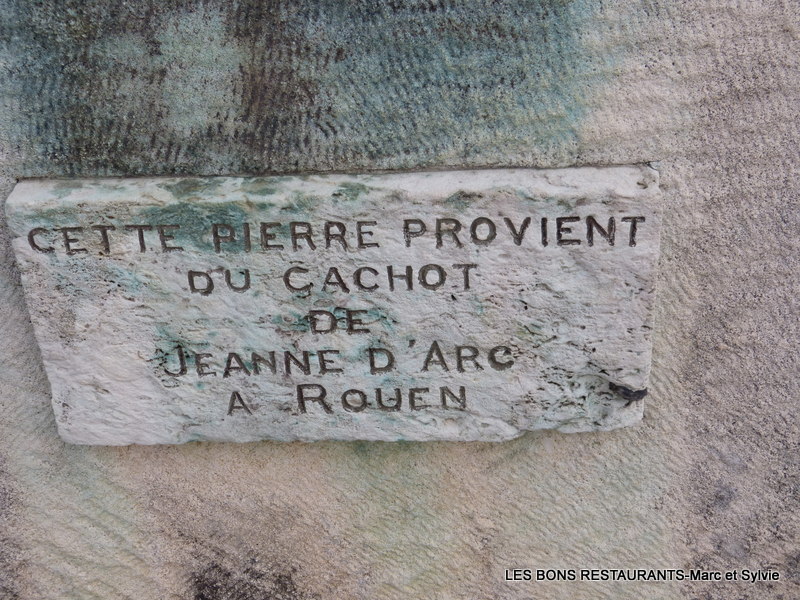 CETTE PIERRE PROVIENT
DU CACHOT
DE
JEANNE D'ARC
A ROUEN
LES BONS RESTAURANTS-Marc et Sylvie